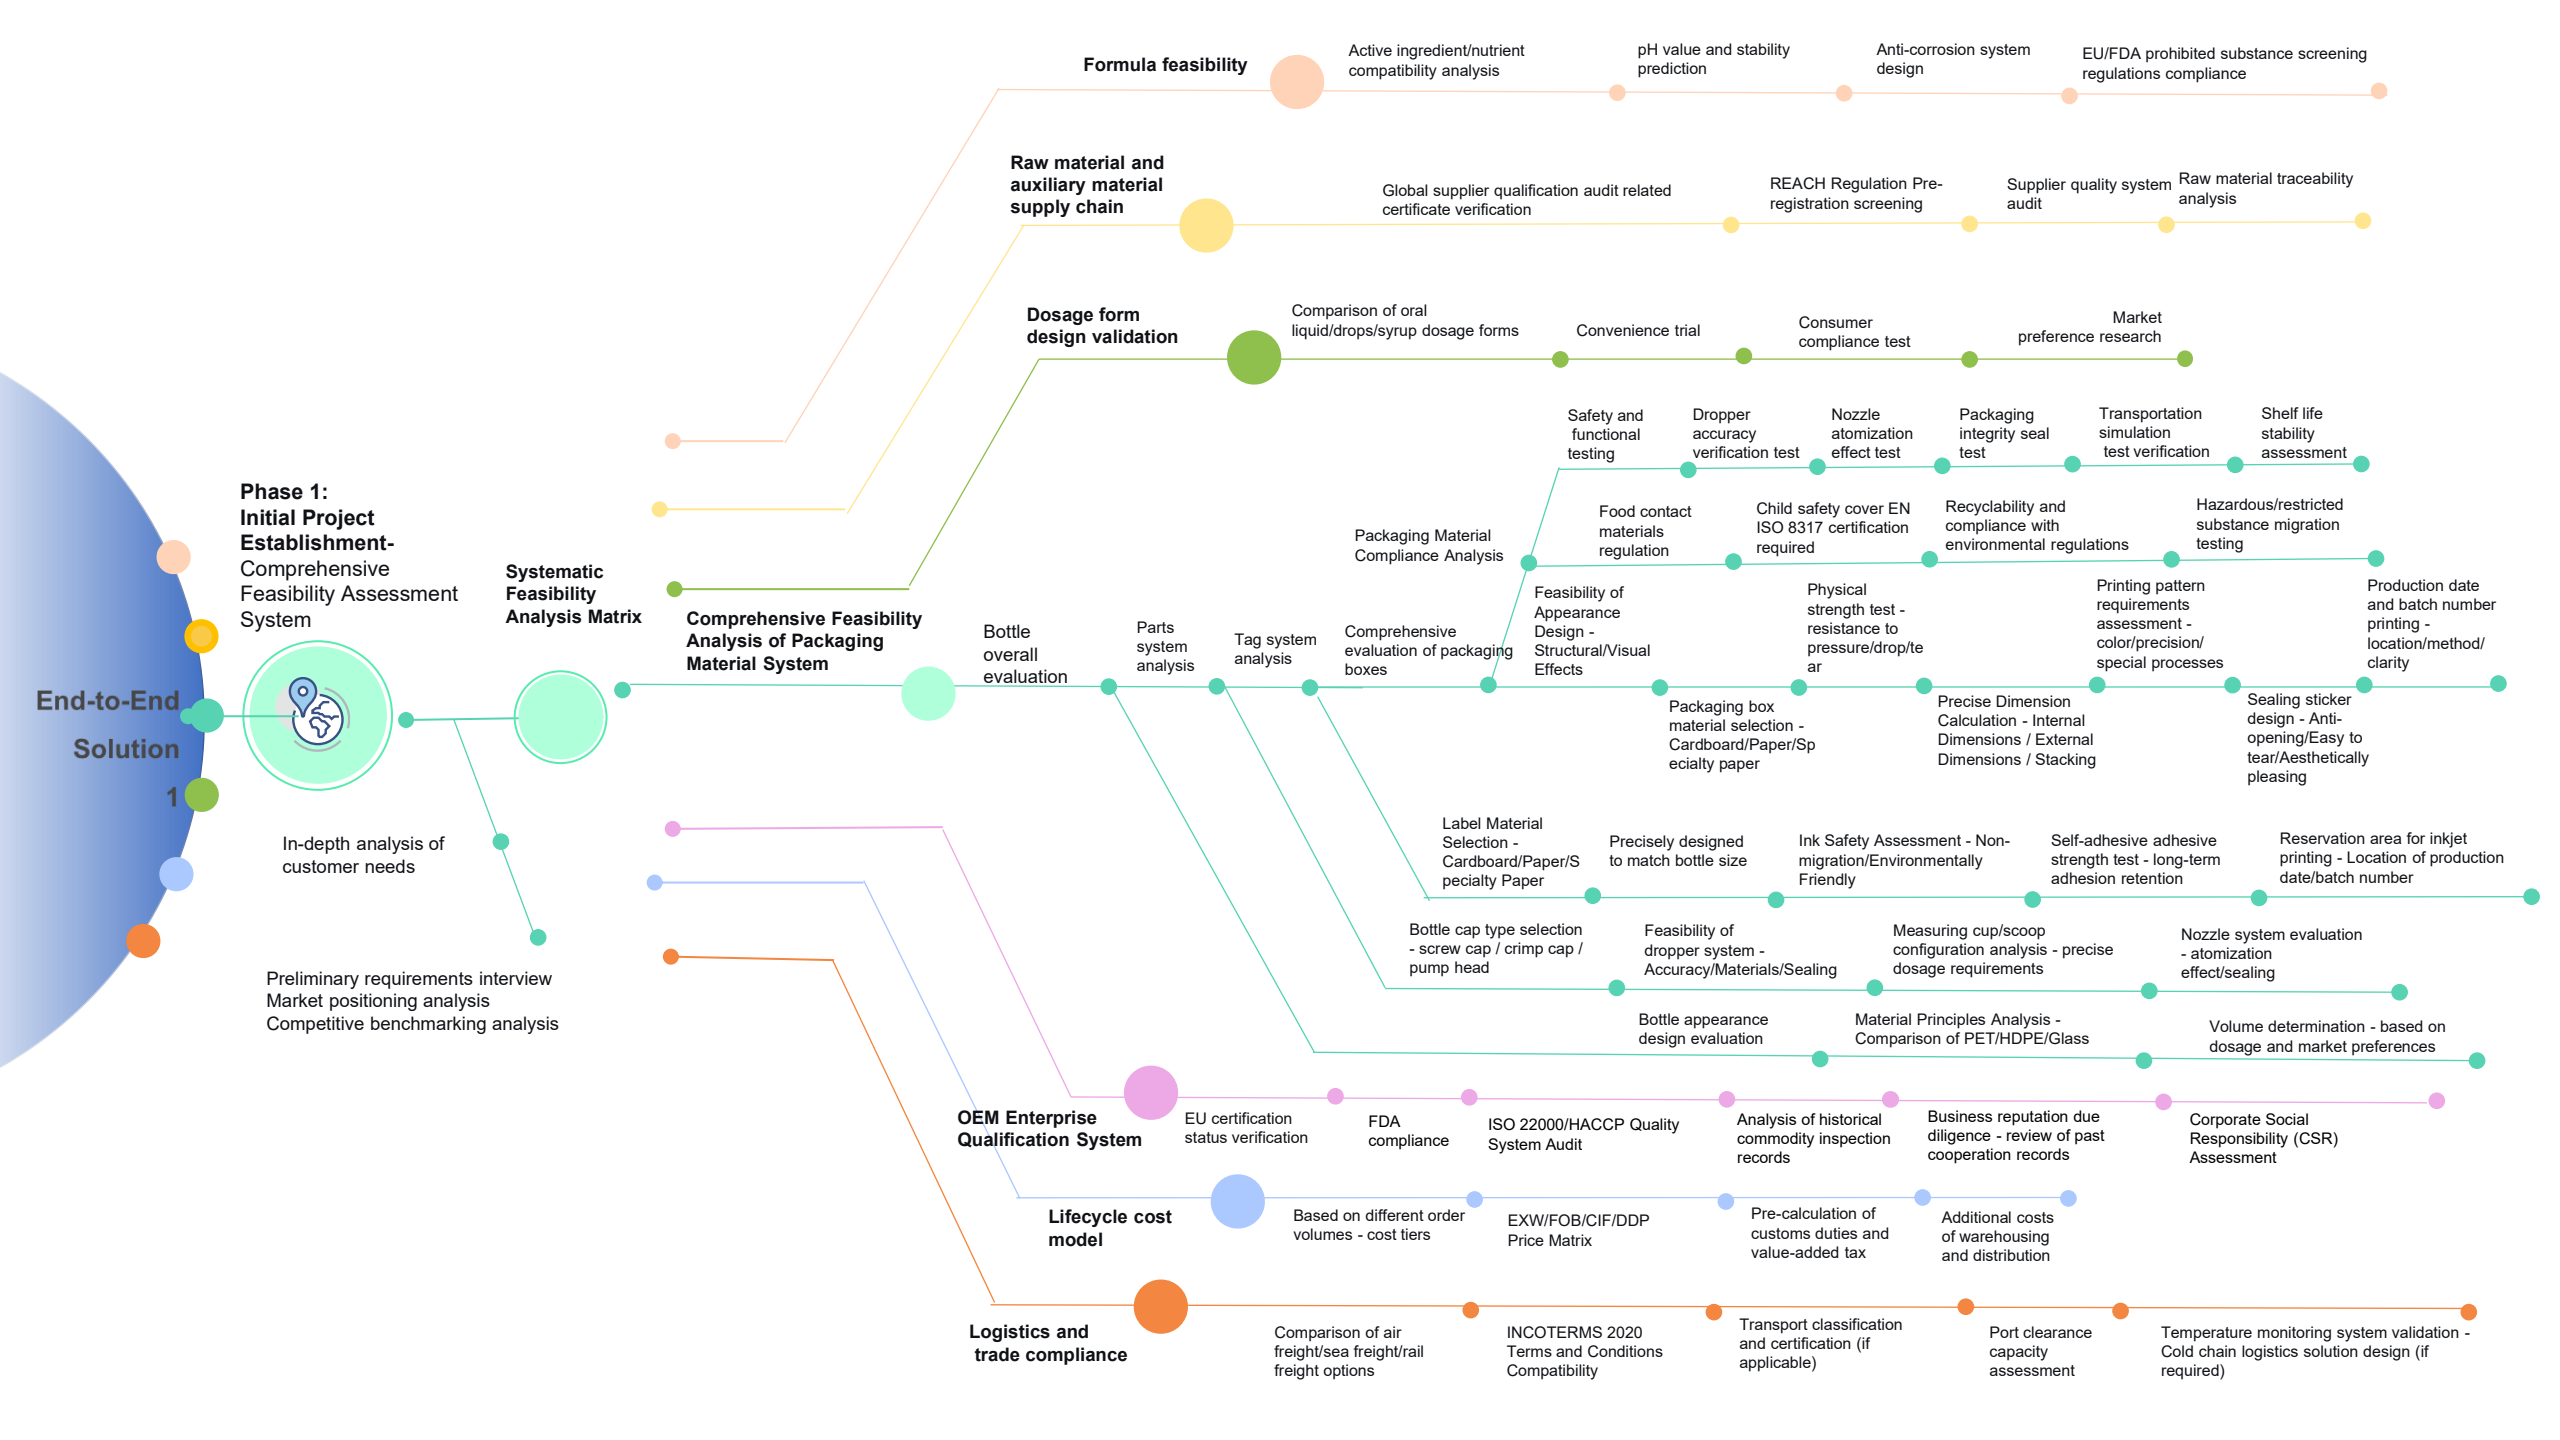 Formula feasibility
Active ingredient/nutrient
compatibility analysis
pH value and stability
prediction
Anti-corrosion system
design
EU/FDA prohibited substance screening
regulations compliance
Raw material and
auxiliary material
supply chain
Global supplier qualification audit related
certificate verification
REACH Regulation Pre-
registration screening
Supplier quality system
audit
Raw material traceability
analysis
Dosage form
design validation
Comparison of oral
liquid/drops/syrup dosage forms
Convenience trial
Consumer
compliance test
Market
preference research
Safety and
functional
testing
Dropper
accuracy
verification test
Nozzle
atomization
effect test
Packaging
integrity seal
test
Transportation
simulation
test verification
Shelf life
stability
assessment
Packaging Material
Compliance Analysis
Food contact
materials
regulation
Child safety cover EN
ISO 8317 certification
required
Recyclability and
compliance with
environmental regulations
Hazardous/restricted
substance migration
testing
End-to-End
Solution
1
Phase 1:
Initial Project
Establishment-
Comprehensive
Feasibility Assessment
System
In-depth analysis of
customer needs
Preliminary requirements interview
Market positioning analysis
Competitive benchmarking analysis
Systematic
Feasibility
Analysis Matrix
Comprehensive Feasibility
Analysis of Packaging
Material System
Bottle
overall
evaluation
Parts
system
analysis
Tag system
analysis
Comprehensive
evaluation of packaging
boxes
Feasibility of
Appearance
Design -
Structural/Visual
Effects
Packaging box
material selection -
Cardboard/Paper/Sp
ecialty paper
Physical
strength test -
resistance to
pressure/drop/te
ar
Precise Dimension
Calculation - Internal
Dimensions / External
Dimensions / Stacking
Printing pattern
requirements
assessment -
color/precision/
special processes
Sealing sticker
design - Anti-
opening/Easy to
tear/Aesthetically
pleasing
Production date
and batch number
printing -
location/method/
clarity
Label Material
Selection -
Cardboard/Paper/S
pecialty Paper
Precisely designed
to match bottle size
Ink Safety Assessment - Non-
migration/Environmentally
Friendly
Self-adhesive adhesive
strength test - long-term
adhesion retention
Reservation area for inkjet
printing - Location of production
date/batch number
Bottle cap type selection
- screw cap / crimp cap /
pump head
Feasibility of
dropper system -
Accuracy/Materials/Sealing
Measuring cup/scoop
configuration analysis - precise
dosage requirements
Nozzle system evaluation
- atomization
effect/sealing
Bottle appearance
design evaluation
Material Principles Analysis -
Comparison of PET/HDPE/Glass
Volume determination - based on
dosage and market preferences
OEM Enterprise
Qualification System
EU certification
status verification
FDA
compliance
ISO 22000/HACCP Quality
System Audit
Analysis of historical
commodity inspection
records
Business reputation due
diligence - review of past
cooperation records
Corporate Social
Responsibility (CSR)
Assessment
Lifecycle cost
model
Based on different order
volumes - cost tiers
EXW/FOB/CIF/DDP
Price Matrix
Pre-calculation of
customs duties and
value-added tax
Additional costs
of warehousing
and distribution
Logistics and
trade compliance
Comparison of air
freight/sea freight/rail
freight options
INCOTERMS 2020
Terms and Conditions
Compatibility
Transport classification
and certification (if
applicable)
Port clearance
capacity
assessment
Temperature monitoring system validation -
Cold chain logistics solution design (if
required)